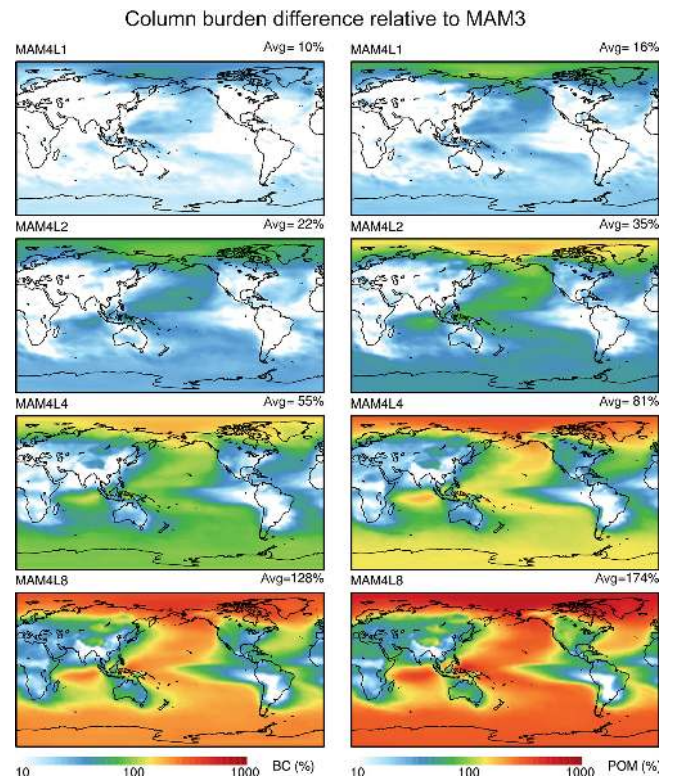 Column burden difference relative to MAM3
MAM4L1 Avg= 10% MAM4L1 Avg= 16%
MAM4L2 Avg= 22% MAM4L2 Avg= 35%
MAM4L4 Avg= 55% MAM4L4 Avg= 81%
MAM4L8 Avg=128% MAM4L8 Avg=174%
10 100 1000 BC (%) 10 100 1000 POM (%)